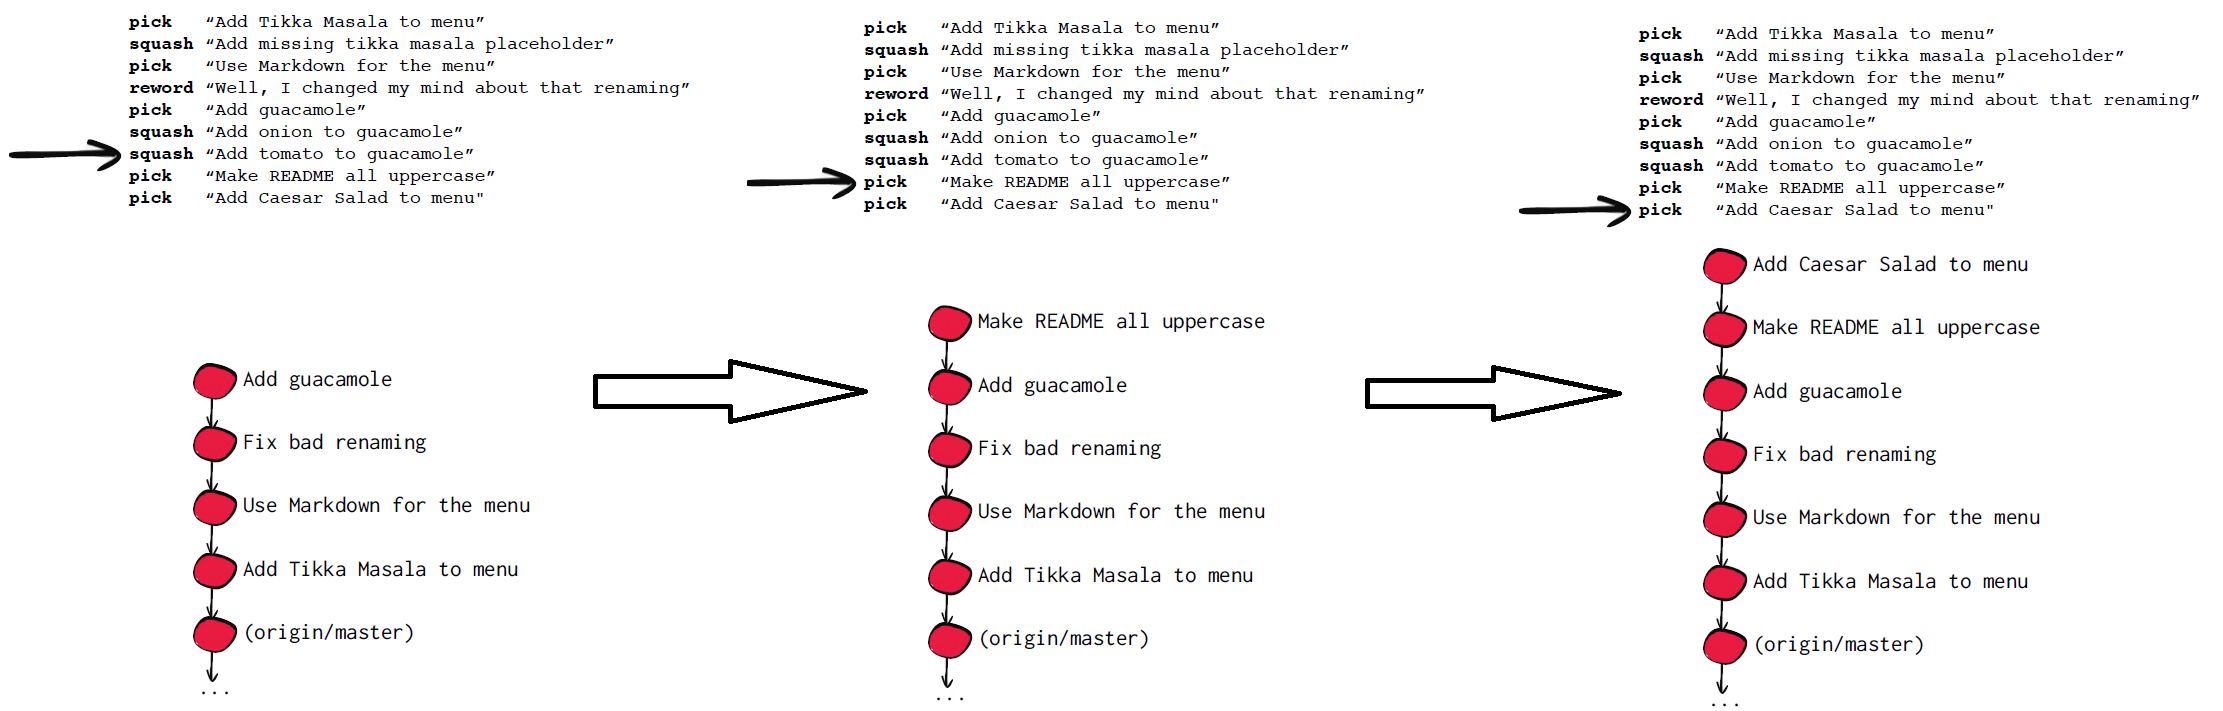 pick “Add Tikka Masala to menu”
squash “Add missing tikka masala placeholder”
pick “Use Markdown for the menu”
reword “Well, I changed my mind about that renaming”
pick “Add guacamole”
squash “Add onion to guacamole”
squash “Add tomato to guacamole”
pick “Make README all uppercase”
pick “Add Caesar Salad to menu"
Add guacamole
Fix bad renaming
Use Markdown for the menu
Add Tikka Masala to menu
(origin/master)
...
pick “Add Tikka Masala to menu”
squash “Add missing tikka masala placeholder”
pick “Use Markdown for the menu”
reword “Well, I changed my mind about that renaming”
pick “Add guacamole”
squash “Add onion to guacamole”
squash “Add tomato to guacamole”
pick “Make README all uppercase”
pick “Add Caesar Salad to menu"
Make README all uppercase
Add guacamole
Fix bad renaming
Use Markdown for the menu
Add Tikka Masala to menu
(origin/master)
...
pick “Add Tikka Masala to menu”
squash “Add missing tikka masala placeholder”
pick “Use Markdown for the menu”
reword “Well, I changed my mind about that renaming”
pick “Add guacamole”
squash “Add onion to guacamole”
squash “Add tomato to guacamole”
pick “Make README all uppercase”
pick “Add Caesar Salad to menu"
Add Caesar Salad to menu
Make README all uppercase
Add guacamole
Fix bad renaming
Use Markdown for the menu
Add Tikka Masala to menu
(origin/master)
...